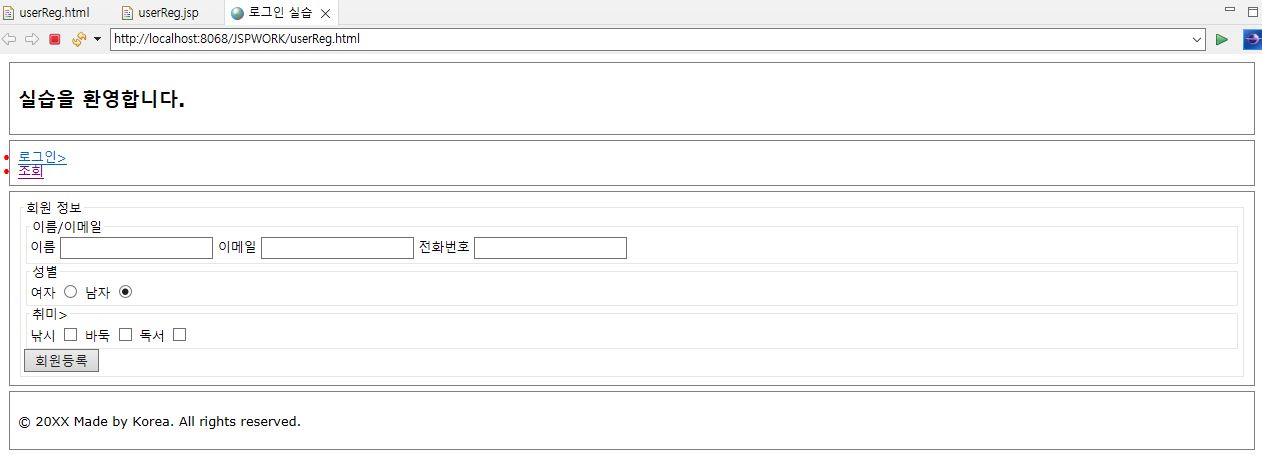 userReg.html userReg.jsp 로그인 실습
http://localhost:8068/JSPWORK/userReg.html
실습을 환영합니다.
로그인>
조회
회원 정보
이름/이메일
이름 이메일 전화번호
성별
여자 남자
취미>
낚시 바둑 독서
회원등록
© 20XX Made by Korea. All rights reserved.